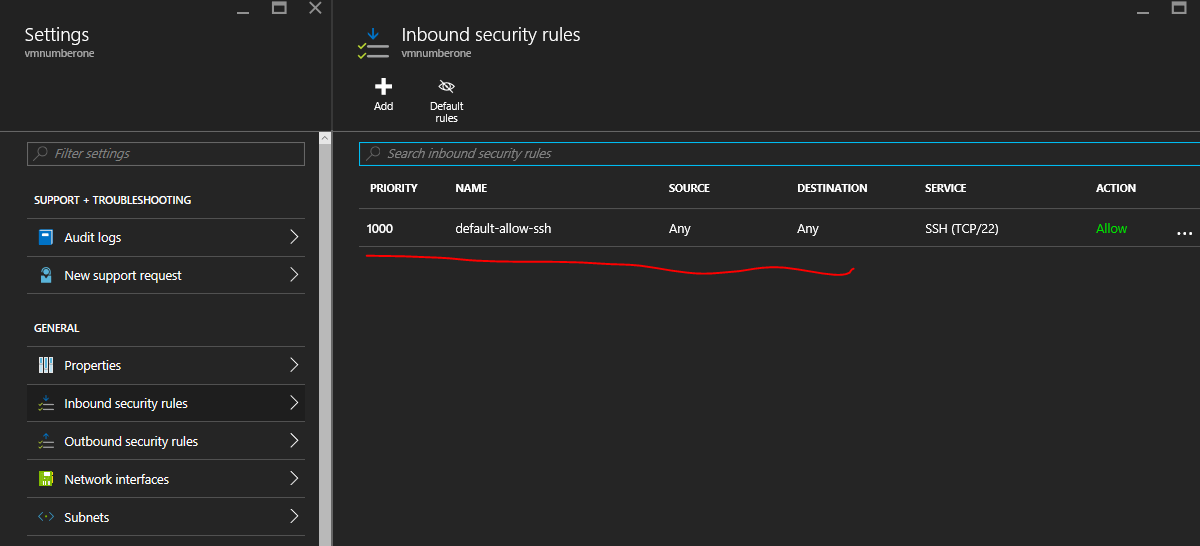 Settings
vmnumberone
Filter settings
SUPPORT + TROUBLESHOOTING
Audit logs
New support request
GENERAL
Properties
Inbound security rules
Outbound security rules
Network interfaces
Subnets
Inbound security rules
vmnumberone
Add
Default
rules
Search inbound security rules
PRIORITY NAME SOURCE DESTINATION SERVICE ACTION
1000 default-allow-ssh Any Any SSH (TCP/22) Allow ...